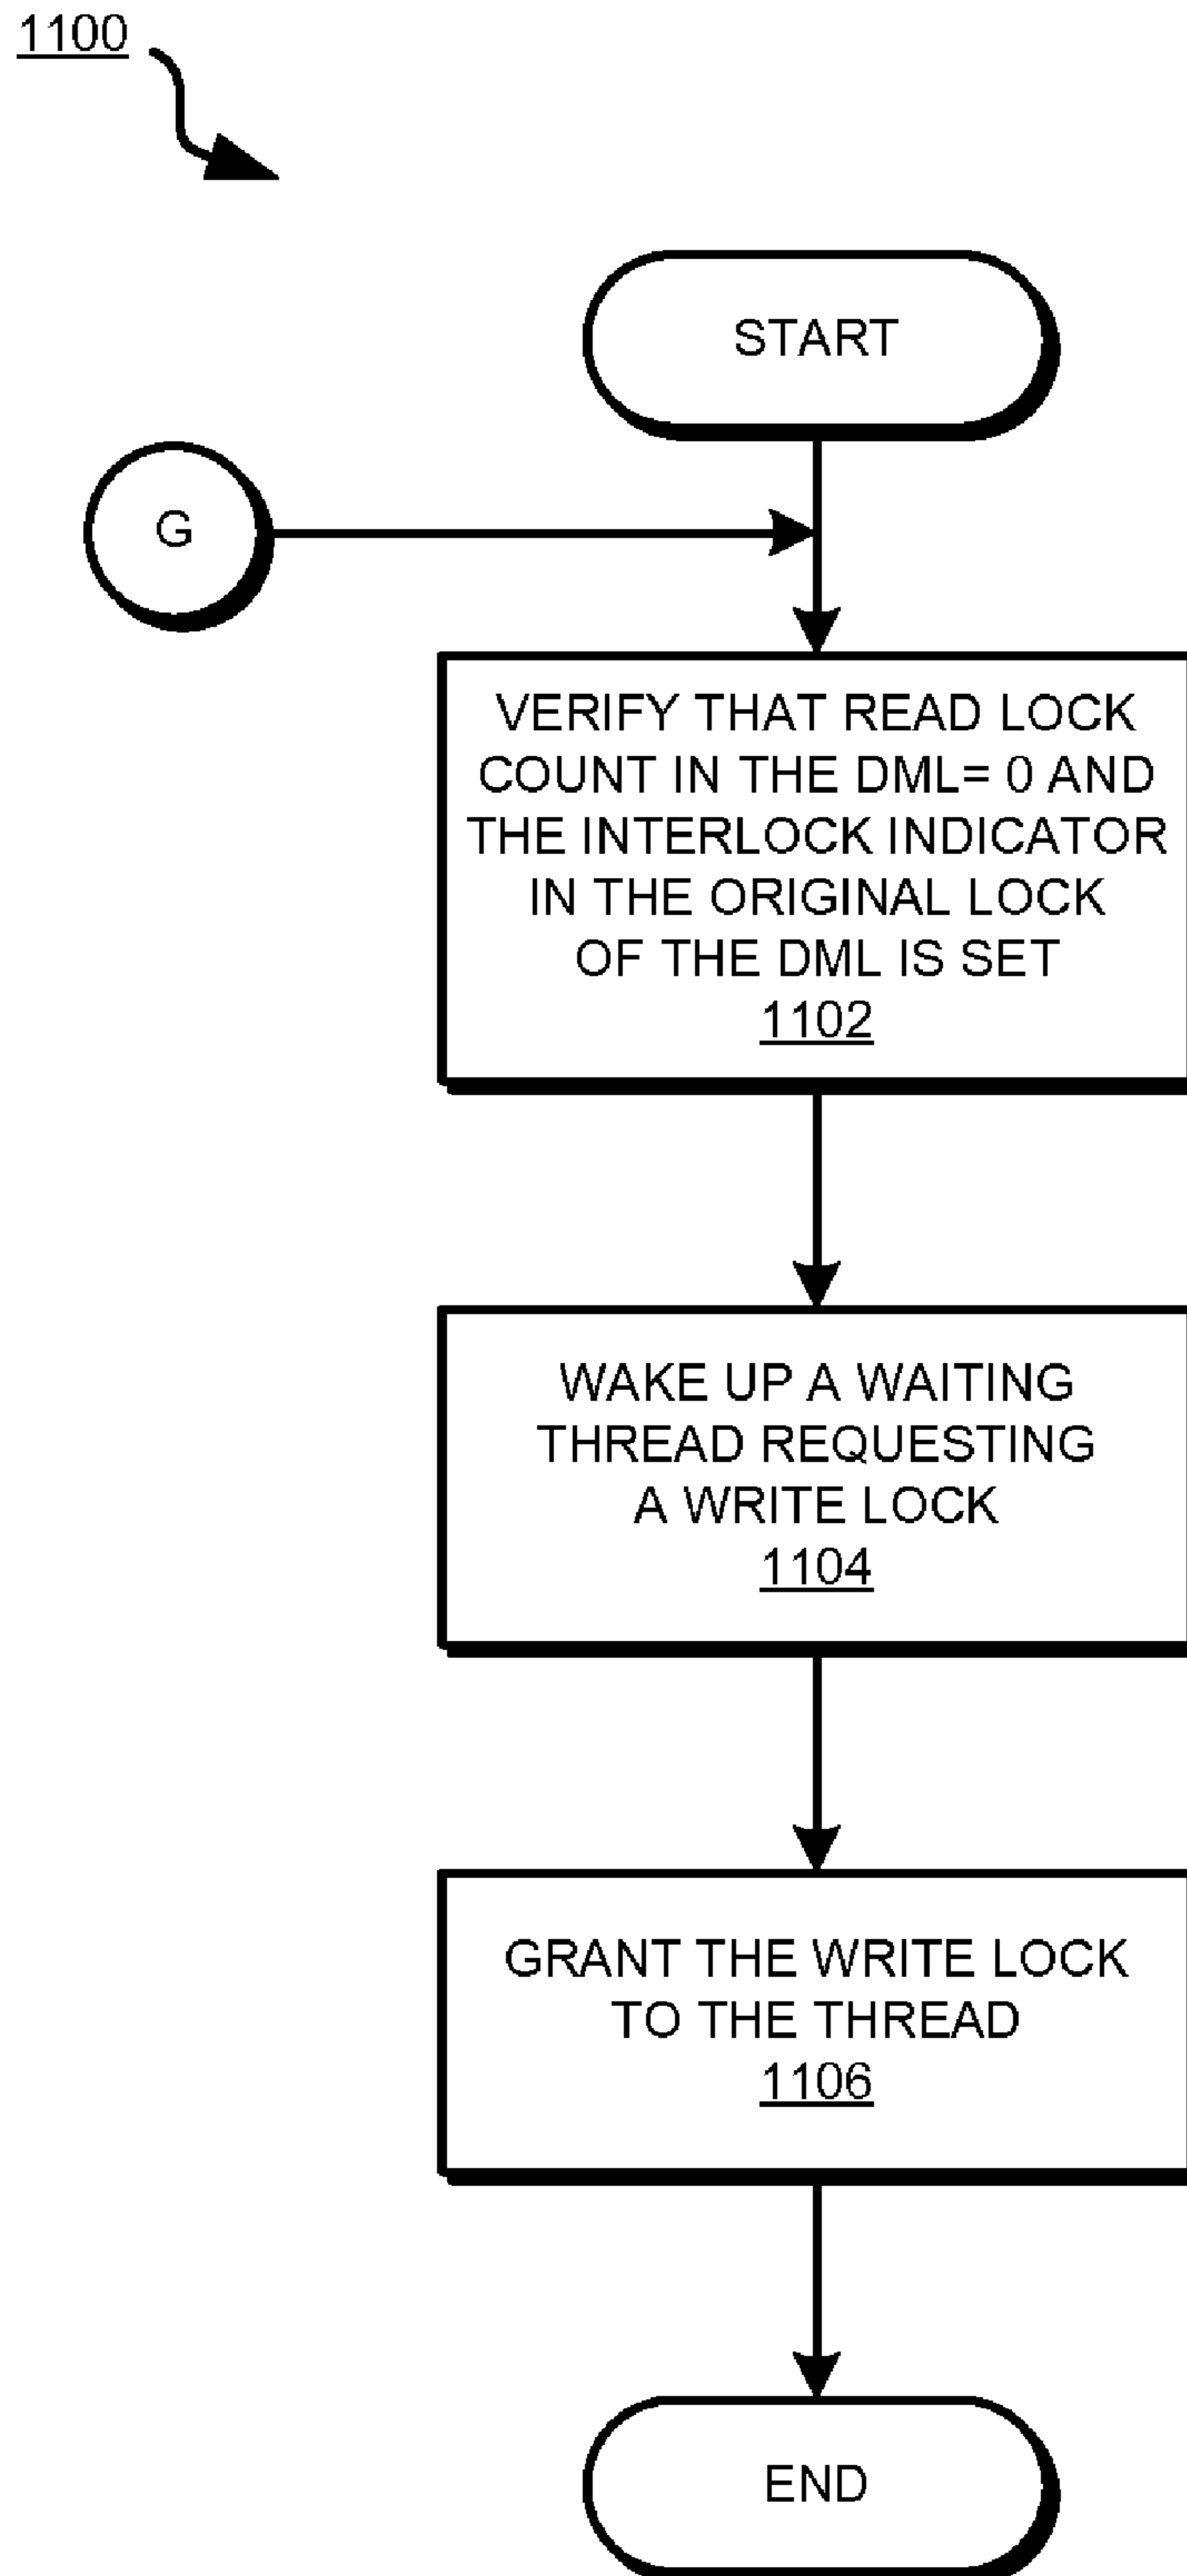 1100
START
G
VERIFY THAT READ LOCK
COUNT IN THE DML= 0 AND
THE INTERLOCK INDICATOR
IN THE ORIGINAL LOCK
OF THE DML IS SET
1102
WAKE UP A WAITING
THREAD REQUESTING
A WRITE LOCK
1104
GRANT THE WRITE LOCK
TO THE THREAD
1106
END